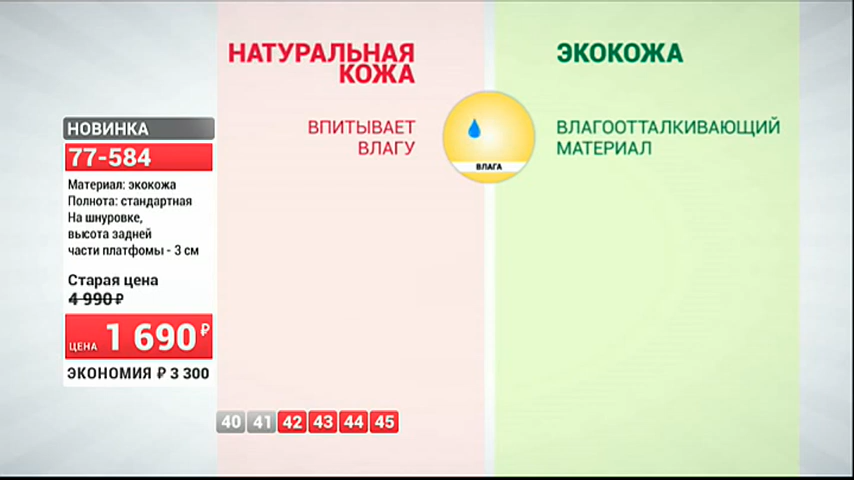 НАТУРАЛЬНАЯ
КОЖА
ЭКОКОЖА
ВПИТЫВАЕТ
ВЛАГУ
ВЛАГА
ВЛАГООТТАЛКИВАЮЩИЙ
МАТЕРИАЛ
НОВИНКА
77-584
Материал: экокожа
Полнота: стандартная
На шнуровке,
высота задней
части платфомы - 3 см
Старая цена
4 990 ₽
ЦЕНА 1 690 ₽
ЭКОНОМИЯ ₽ 3 300
40 41 42 43 44 45